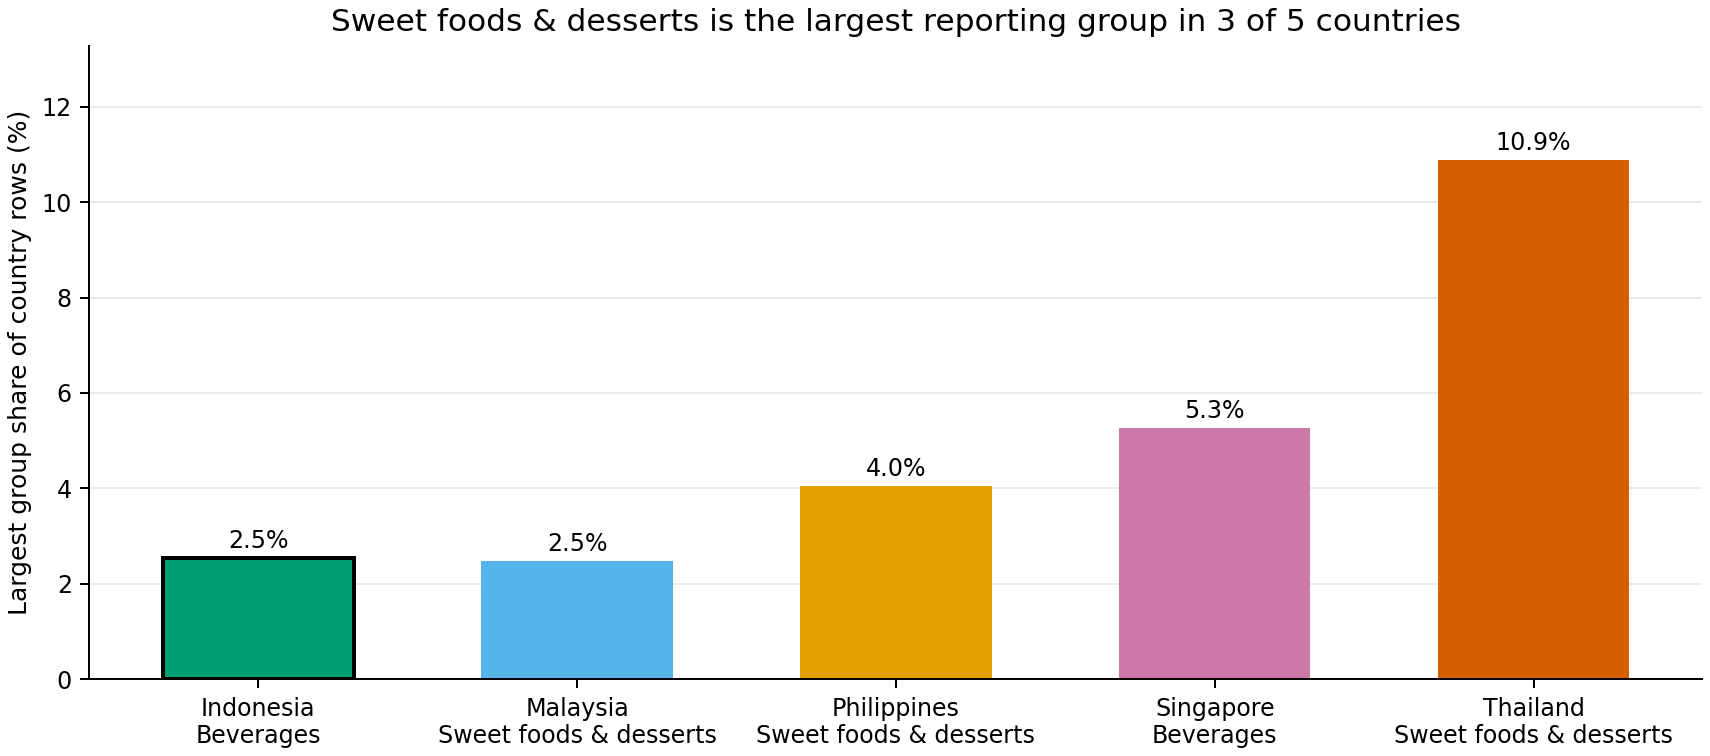 Sweet foods & desserts is the largest reporting group in 3 of 5 countries
Largest group share of country rows (%)
12
10
8
6
4
2
0
2.5%
2.5%
4.0%
5.3%
10.9%
Indonesia
Beverages
Malaysia
Sweet foods & desserts
Philippines
Sweet foods & desserts
Singapore
Beverages
Thailand
Sweet foods & desserts